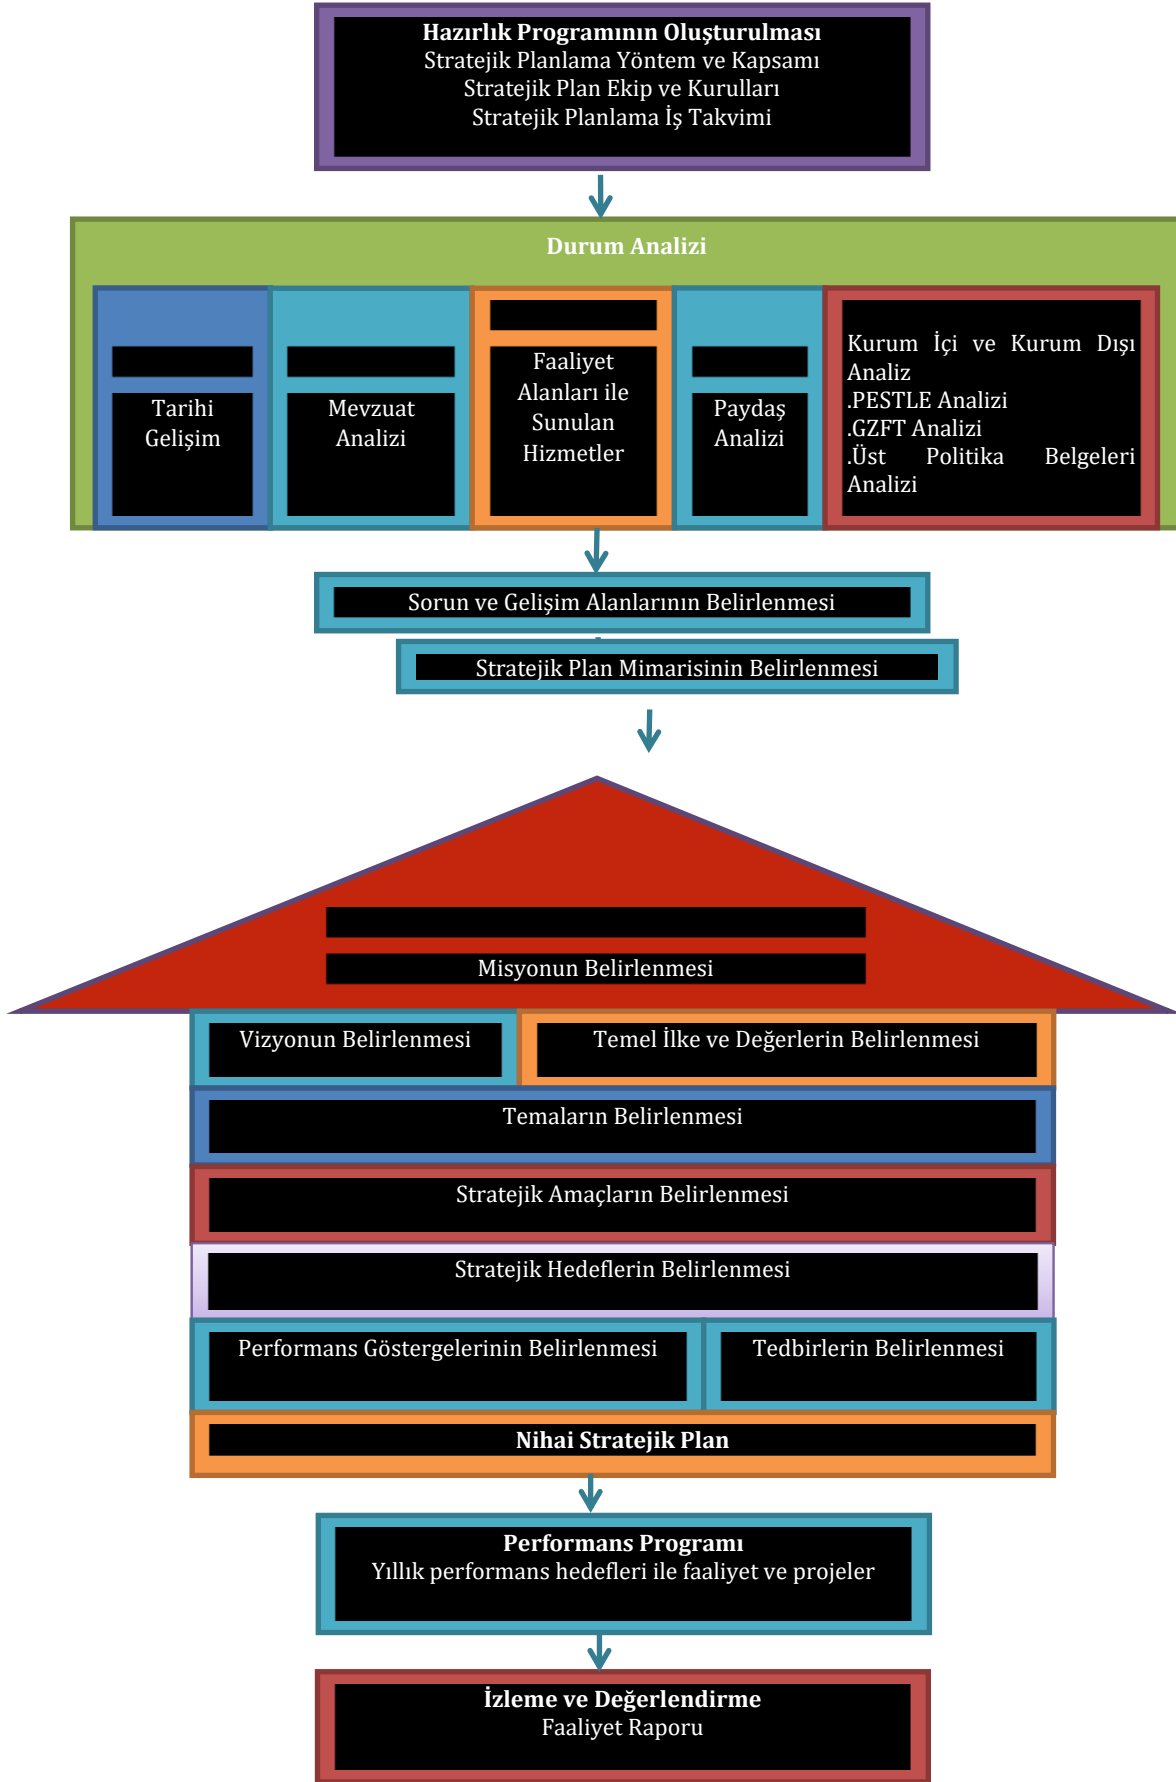 Hazırlık Programının Oluşturulması
Stratejik Planlama Yöntem ve Kapsamı
Stratejik Plan Ekip ve Kurulları
Stratejik Planlama İş Takvimi
Durum Analizi
Tarihi
Gelişim
Mevzuat
Analizi
Faaliyet
Alanları ile
Sunulan
Hizmetler
Paydaş
Analizi
Kurum İçi ve Kurum Dışı
Analiz
.PESTLE Analizi
.GZFT Analizi
.Üst Politika Belgeleri
Analizi
Sorun ve Gelişim Alanlarının Belirlenmesi
Stratejik Plan Mimarisinin Belirlenmesi
Misyonun Belirlenmesi
Vizyonun Belirlenmesi
Temel İlke ve Değerlerin Belirlenmesi
Temaların Belirlenmesi
Stratejik Amaçların Belirlenmesi
Stratejik Hedeflerin Belirlenmesi
Performans Göstergelerinin Belirlenmesi
Tedbirlerin Belirlenmesi
Nihai Stratejik Plan
Performans Programı
Yıllık performans hedefleri ile faaliyet ve projeler
İzleme ve Değerlendirme
Faaliyet Raporu